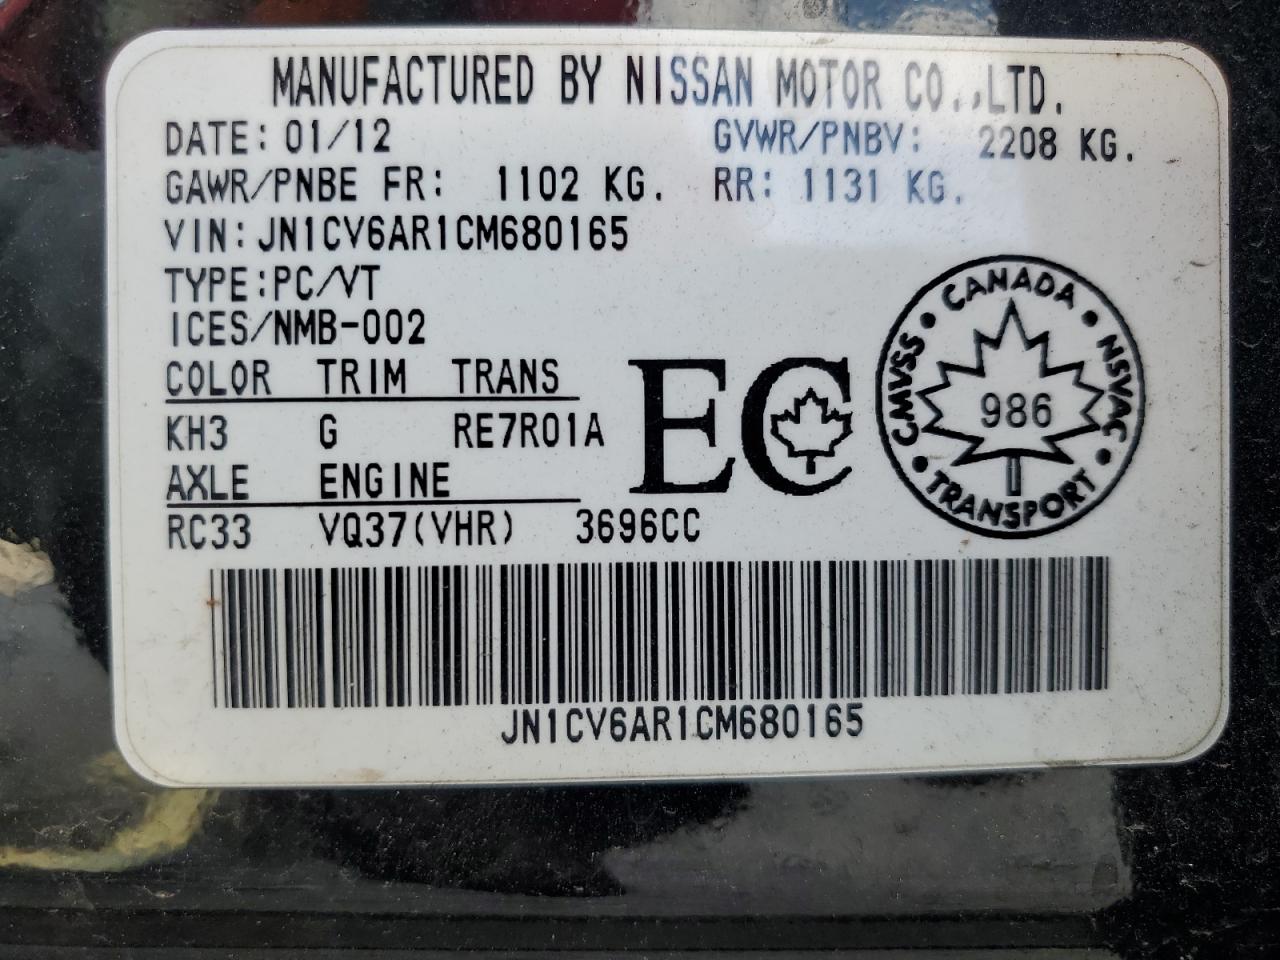 MANUFACTURED BY NISSAN MOTOR CO.,LTD.
DATE: 01/12 GVWR/PNBV: 2208 KG.
GAWR/PNBE FR: 1102 KG. RR: 1131 KG.
VIN: JN1CV6AR1CM680165
TYPE:PC/VT
ICES/NMB-002
COLOR TRIM TRANS
KH3 G RE7R01A
AXLE ENGINE
RC33 VQ37(VHR) 3696CC
EC
CANADA
CMVSS • NSVAC
986
TRANSPORT
JN1CV6AR1CM680165